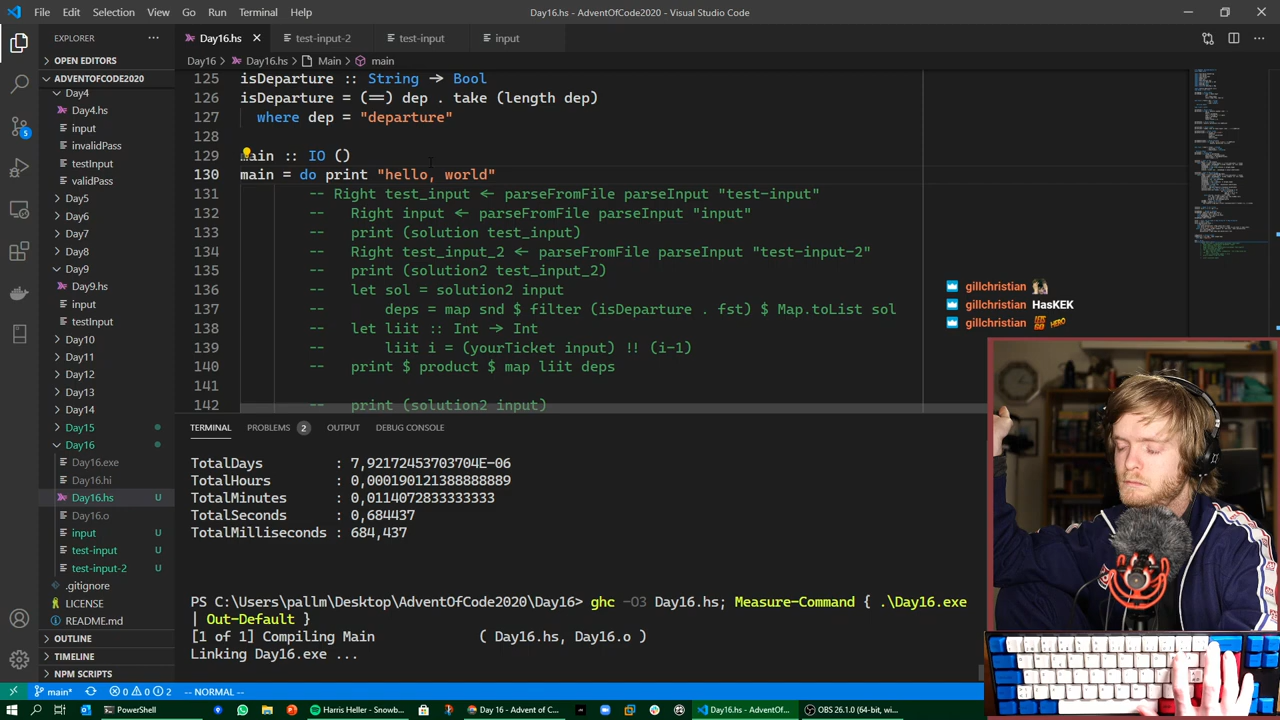 File Edit Selection View Go Run Terminal Help
Day16.hs - AdventOfCode2020 - Visual Studio Code
EXPLORER
OPEN EDITORS
ADVENTOFCODE2020
Day4
Day4.hs
input
invalidPass
testInput
validPass
Day5
Day6
Day7
Day8
Day9
Day9.hs
input
testInput
Day10
Day11
Day12
Day13
Day14
Day15
Day16
Day16.exe
Day16.hi
Day16.hs U
Day16.o
input U
test-input U
test-input-2 U
.gitignore
LICENSE
README.md
OUTLINE
TIMELINE
NPM SCRIPTS
5
Day16.hs test-input-2 test-input input
Day16 > Day16.hs > Main > main
125 isDeparture :: String → Bool
126 isDeparture = (==) dep . take (length dep)
127 where dep = "departure"
128
129 main :: IO ()
130 main = do print "hello, world"
131 -- Right test_input ← parseFromFile parseInput "test-input"
132 -- Right input ← parseFromFile parseInput "input"
133 -- print (solution test_input)
134 -- Right test_input_2 ← parseFromFile parseInput "test-input-2"
135 -- print (solution2 test_input_2)
136 -- let sol = solution2 input
137 -- deps = map snd $ filter (isDeparture . fst) $ Map.toList sol
138 -- let liit :: Int → Int
139 -- liit i = (yourTicket input) !! (i-1)
140 -- print $ product $ map liit deps
141
142 -- print (solution2 input)
gillchristian
gillchristian HasKEK
gillchristian
TERMINAL PROBLEMS 2 OUTPUT DEBUG CONSOLE
TotalDays : 7,92172453703704E-06
TotalHours : 0,000190121388888889
TotalMinutes : 0,0114072833333333
TotalSeconds : 0,684437
TotalMilliseconds : 684,437
PS C:\Users\pallm\Desktop\AdventOfCode2020\Day16> ghc -O3 Day16.hs; Measure-Command { .\Day16.exe
| Out-Default }
[1 of 1] Compiling Main ( Day16.hs, Day16.o )
Linking Day16.exe ...
main* 0 0 2 -- NORMAL --
PowerShell
Harris Heller - Snowb...
Day 16 - Advent of C...
Day16.hs - AdventOf...
OBS 26.1.0 (64-bit, w...